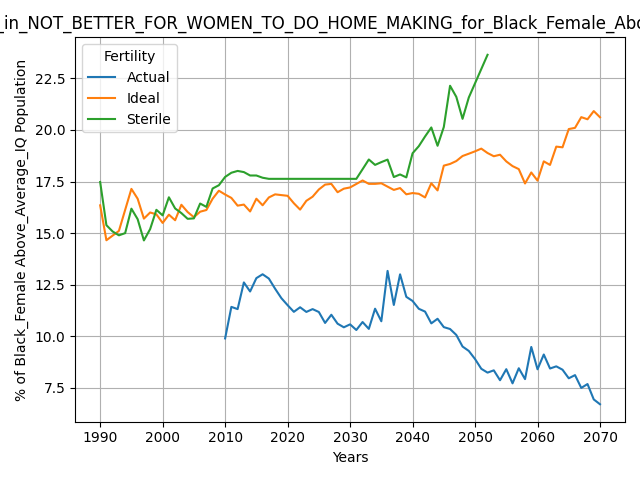 _in_NOT_BETTER_FOR_WOMEN_TO_DO_HOME_MAKING_for_Black_Female_Abo
% of Black_Female Above_Average_IQ Population
Fertility
Actual
Ideal
Sterile
22.5
20.0
17.5
15.0
12.5
10.0
7.5
1990 2000 2010 2020 2030 2040 2050 2060 2070
Years